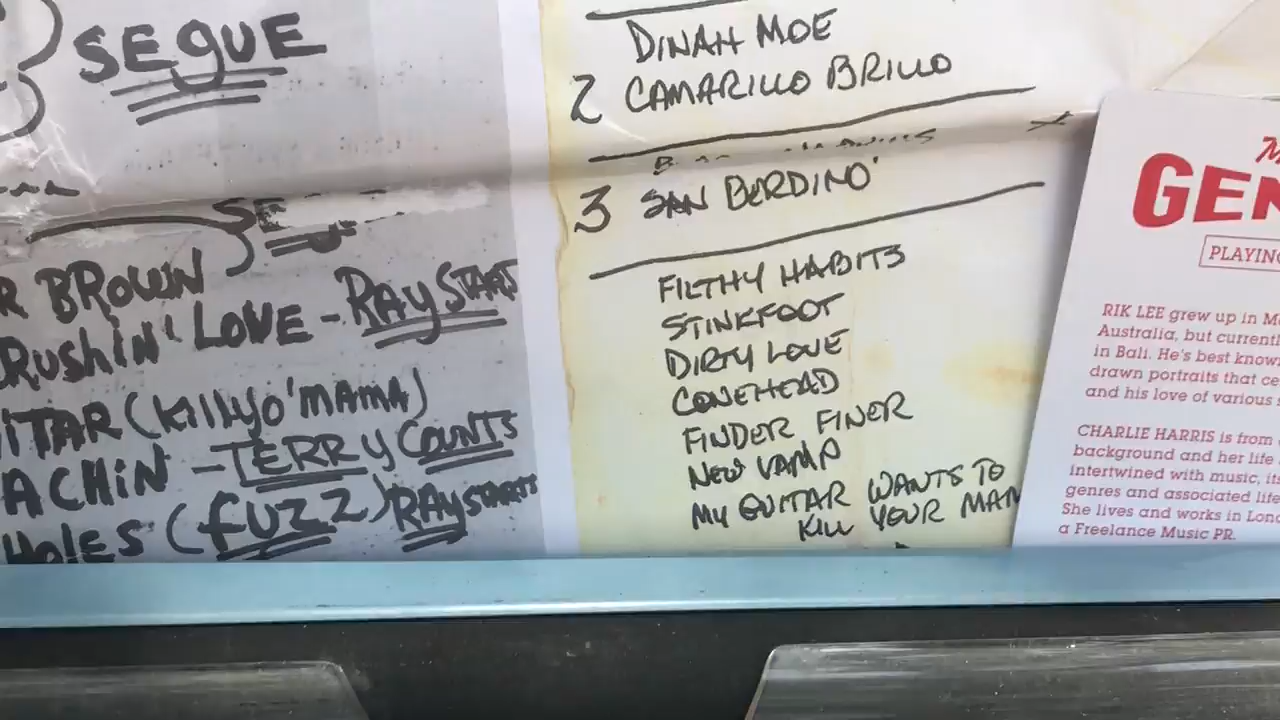 SEGUE
SE
R BROWN
RUSHIN' LOVE - RAY STARTS
ITAR (KILLYO'MAMA)
ACHIN - TERRY COUNTS
HOLES (FUZZ) RAY STARTS
DINAH MOE
2 CAMARILLO BRILLO
3 SAN BERDINO'
FILTHY HABITS
STINKFOOT
DIRTY LOVE
CONEHEAD
FINDER FINER
NEW VAMP
MY GUITAR WANTS TO
KILL YOUR MAM
GEN
PLAYING
RIK LEE grew up in Me
Australia, but current
in Bali. He's best know
drawn portraits that ce
and his love of various s
CHARLIE HARRIS is from
background and her life
intertwined with music, its
genres and associated life
She lives and works in Lond
a Freelance Music PR.